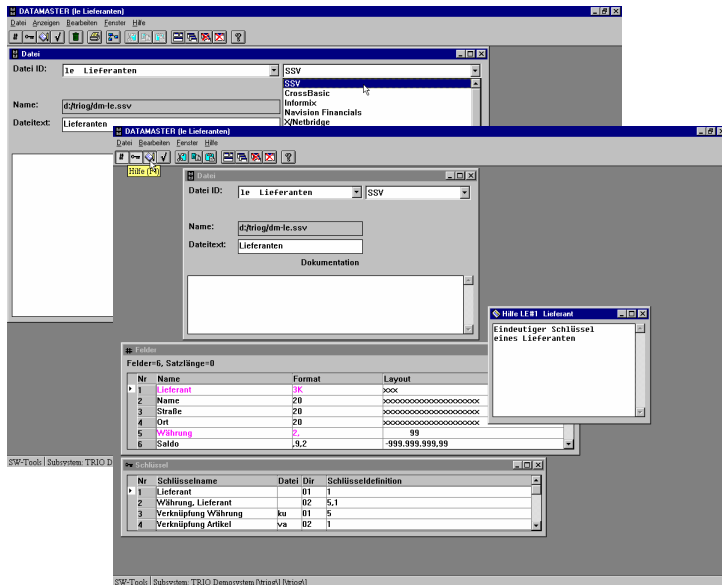 DATAMASTER (le Lieferanten)
Datei Anzeigen Bearbeiten Fenster Hilfe
Datei
Datei ID: le Lieferanten SSV
SSV
CrossBasic
Informix
Navision Financials
X/Netbridge
Name: d:/triog/dm-le.ssv
Dateitext: Lieferanten
SW-Tools Subsystem: TRIO D
DATAMASTER (le Lieferanten)
Datei Bearbeiten Fenster Hilfe
Hilfe (F4)
Datei
Datei ID: le Lieferanten SSV
Name: d:/triog/dm-le.ssv
Dateitext: Lieferanten
Dokumentation
Hilfe LE#1 Lieferant
Eindeutiger Schlüssel
eines Lieferanten
Felder
Felder=6, Satzlänge=0
Nr Name Format Layout
1 Lieferant 3K xxx
2 Name 20 xxxxxxxxxxxxxxxxxxxx
3 Straße 20 xxxxxxxxxxxxxxxxxxxx
4 Ort 20 xxxxxxxxxxxxxxxxxxxx
5 Währung 2, 99
6 Saldo ,9,2 -999.999.999,99
Schlüssel
Nr Schlüsselname Datei Dir Schlüsseldefinition
1 Lieferant 01 1
2 Währung, Lieferant 02 5,1
3 Verknüpfung Währung ku 01 5
4 Verknüpfung Artikel va 02 1
SW-Tools Subsystem: TRIO Demosystem [\triog\] [\triog\]